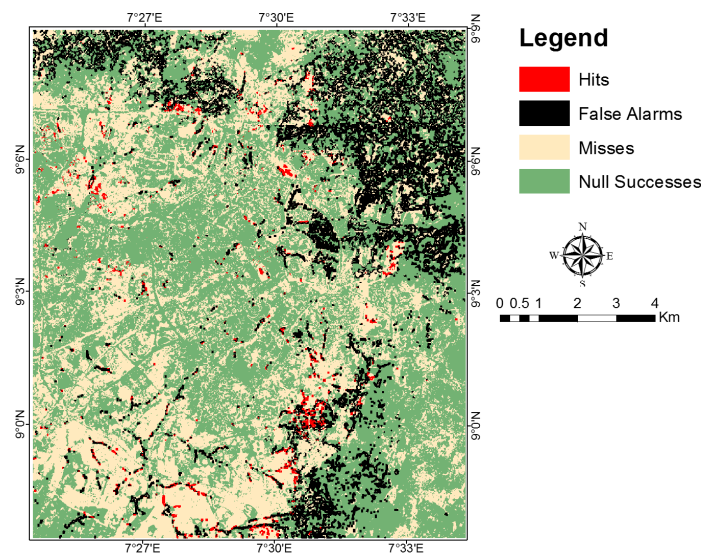 7°27'E 7°30'E 7°33'E
9°9'N
9°6'N 9°6'N
9°3'N 9°3'N
9°0'N 9°0'N
7°27'E 7°30'E 7°33'E
Legend
Hits
False Alarms
Misses
Null Successes
N
W E
S
0 0.5 1 2 3 4
Km